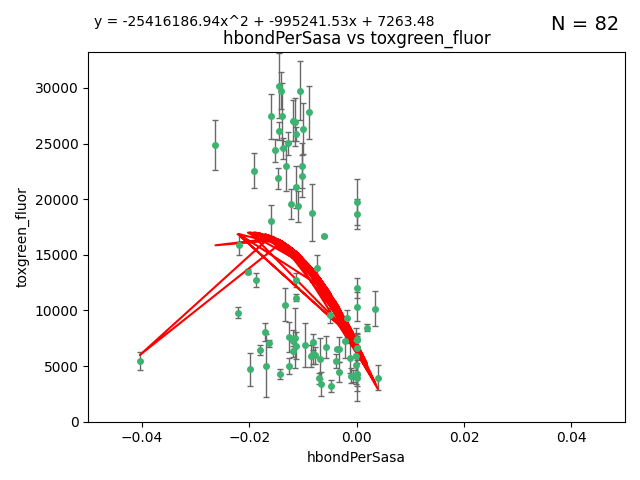 y = -25416186.94x^2 + -995241.53x + 7263.48
N = 82
hbondPerSasa vs toxgreen_fluor
toxgreen_fluor
30000
25000
20000
15000
10000
5000
0
−0.04
−0.02
0.00
0.02
0.04
hbondPerSasa